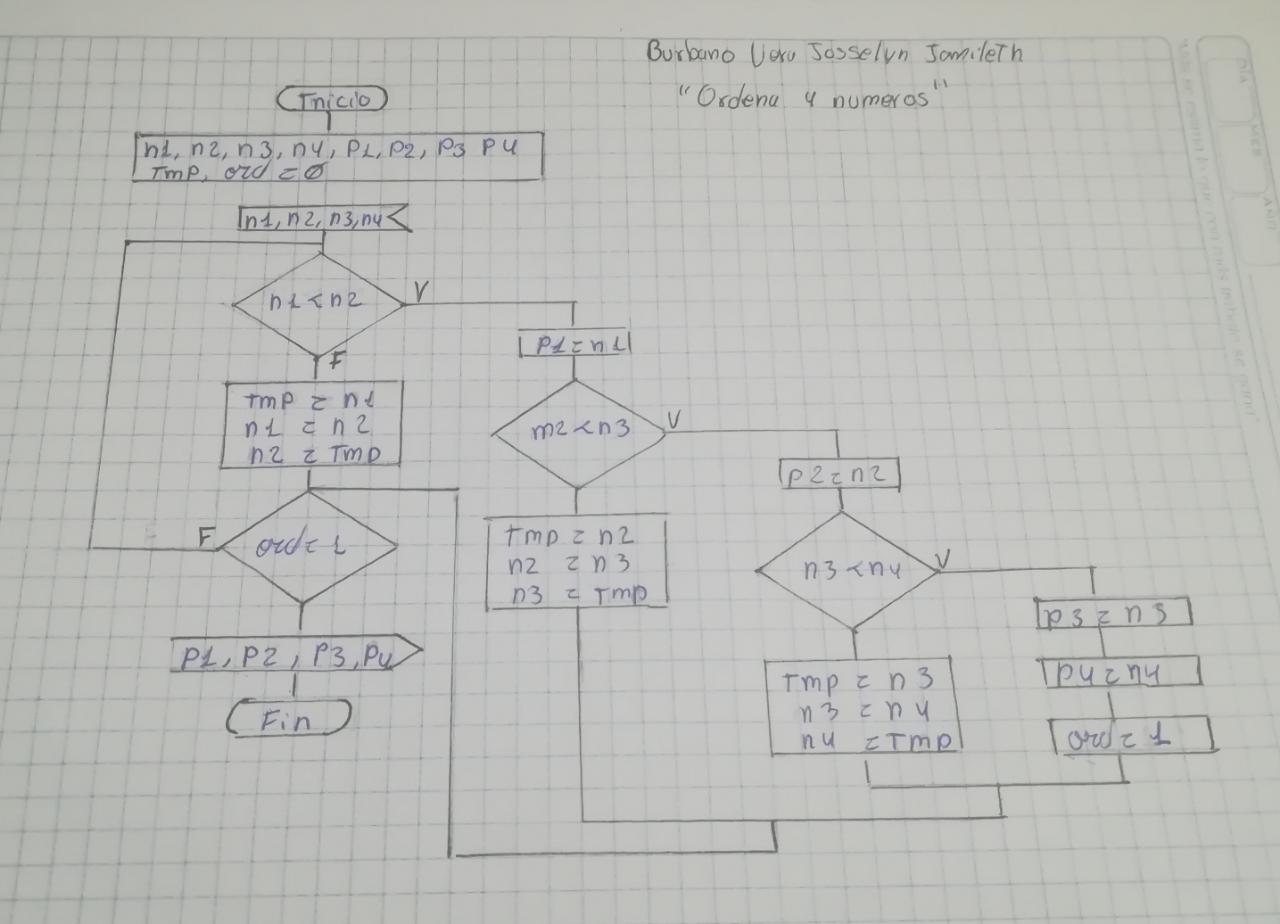 Burbano Vera Josselyn Jamileth
"Ordena 4 numeros"
Inicio
n1, n2, n3, n4, P1, P2, P3 P4
Tmp, ord = Ø
n1, n2, n3, n4
n1 < n2
V
F
P1 = n1
Tmp = n1
n1 = n2
n2 = Tmp
m2 < n3
V
p2 = n2
ord = 1
F
Tmp = n2
n2 = n3
n3 = Tmp
n3 < n4
V
p3 = n3
P1, P2, P3, P4
Tmp = n3
n3 = n4
n4 = Tmp
p4 = n4
ord = 1
Fin
DIA
MES